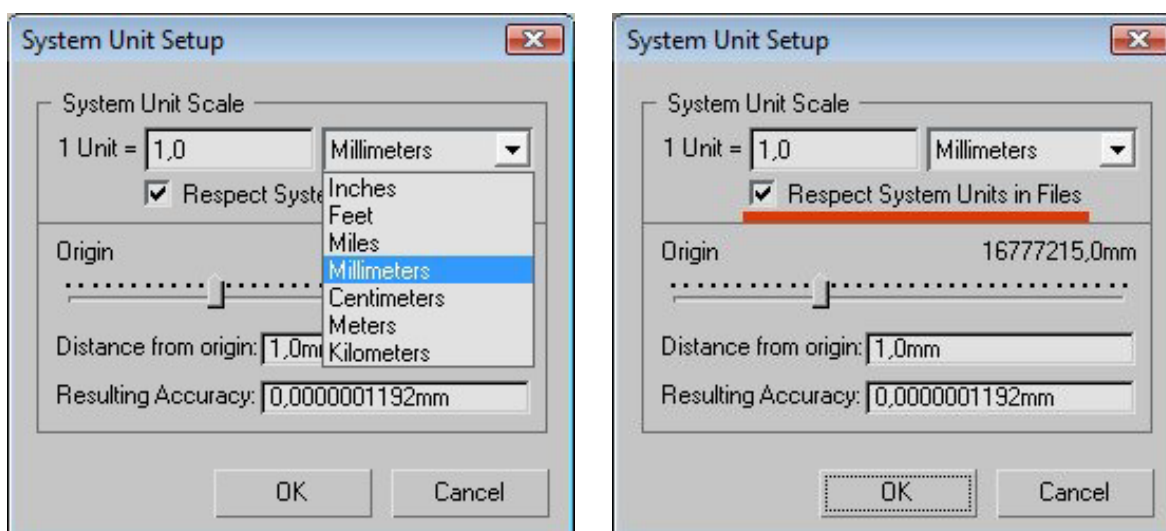 System Unit Setup
System Unit Scale
1 Unit = 1,0 Millimeters
Respect Syste
Inches
Feet
Miles
Millimeters
Centimeters
Meters
Kilometers
Origin
Distance from origin: 1,0m
Resulting Accuracy: 0,0000001192mm
OK Cancel
System Unit Setup
System Unit Scale
1 Unit = 1,0 Millimeters
Respect System Units in Files
Origin 16777215,0mm
Distance from origin: 1,0mm
Resulting Accuracy: 0,0000001192mm
OK Cancel